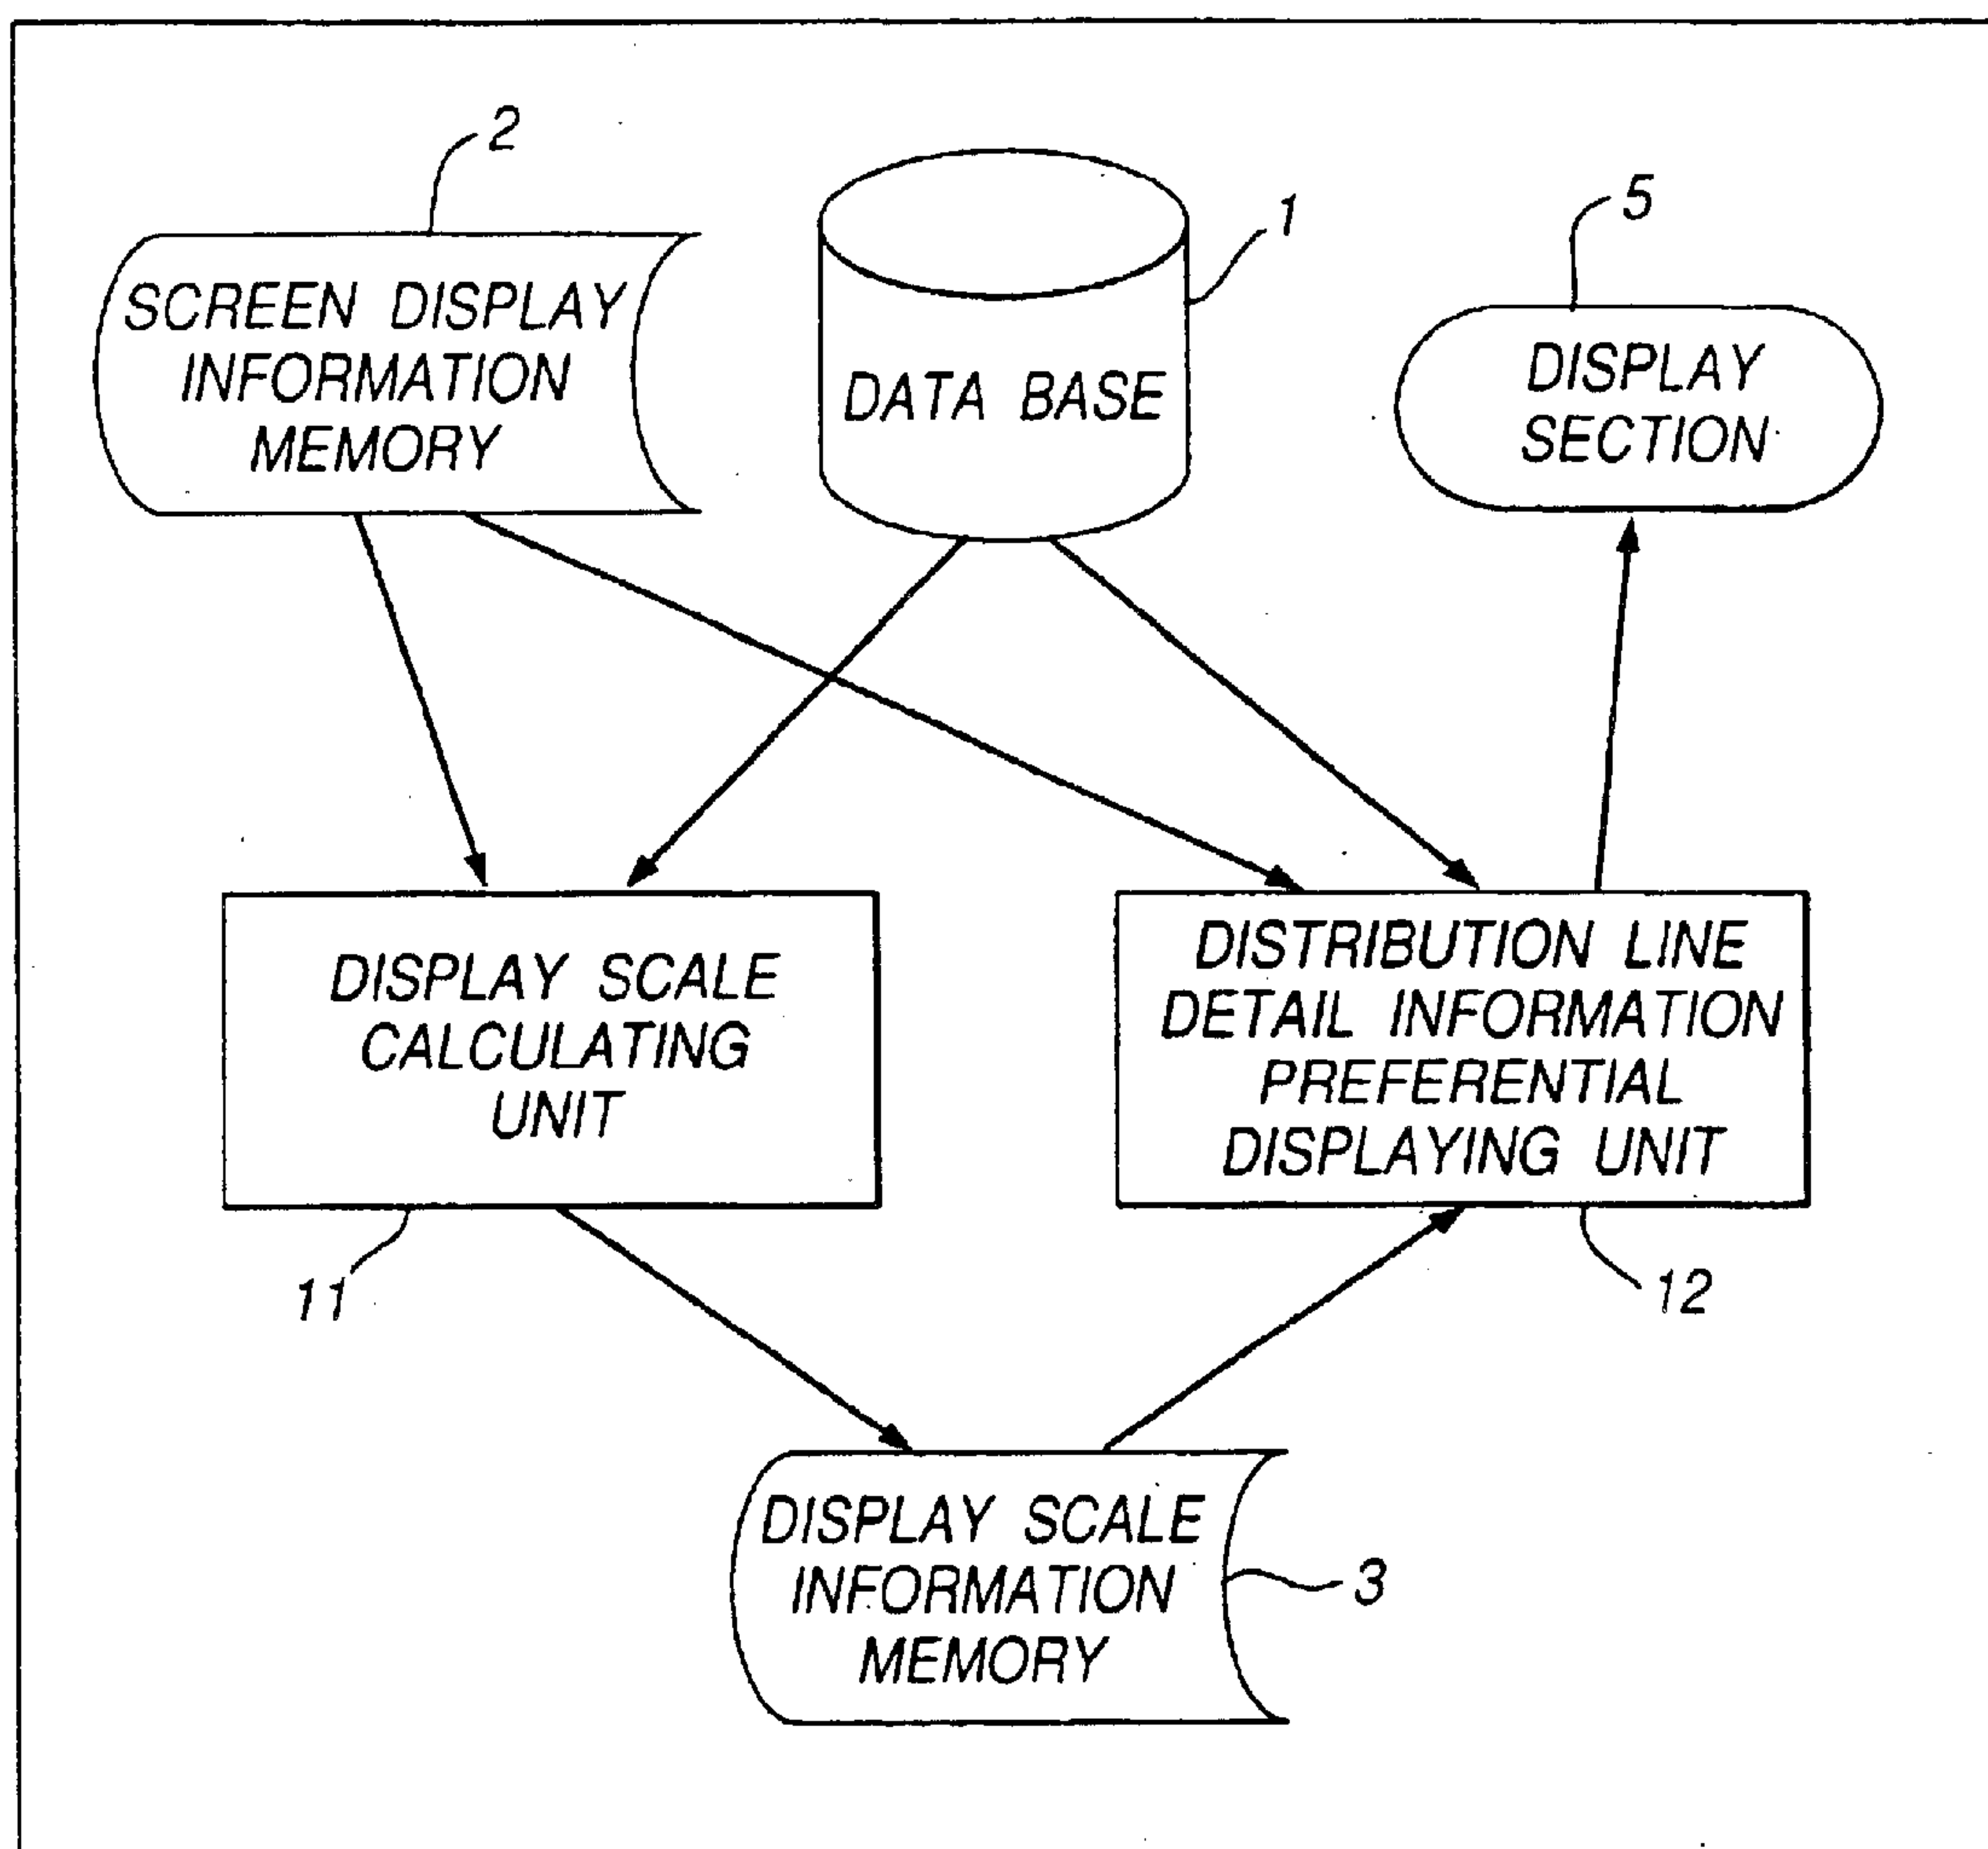 2
1
5
SCREEN DISPLAY
INFORMATION
MEMORY
DATA BASE
DISPLAY
SECTION
DISPLAY SCALE
CALCULATING
UNIT
DISTRIBUTION LINE
DETAIL INFORMATION
PREFERENTIAL
DISPLAYING UNIT
11
12
DISPLAY SCALE
INFORMATION
MEMORY
3